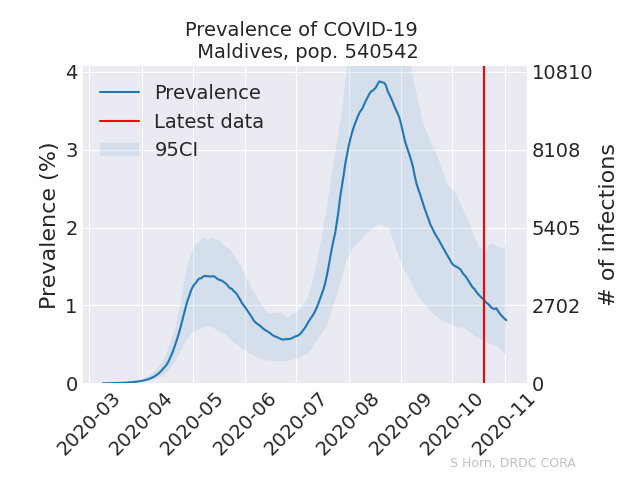 Prevalence of COVID-19
Maldives, pop. 540542
Prevalence (%)
4
3
2
1
0
Prevalence
Latest data
95CI
10810
8108
5405
2702
0
# of infections
2020-03
2020-04
2020-05
2020-06
2020-07
2020-08
2020-09
2020-10
2020-11
S Horn, DRDC CORA